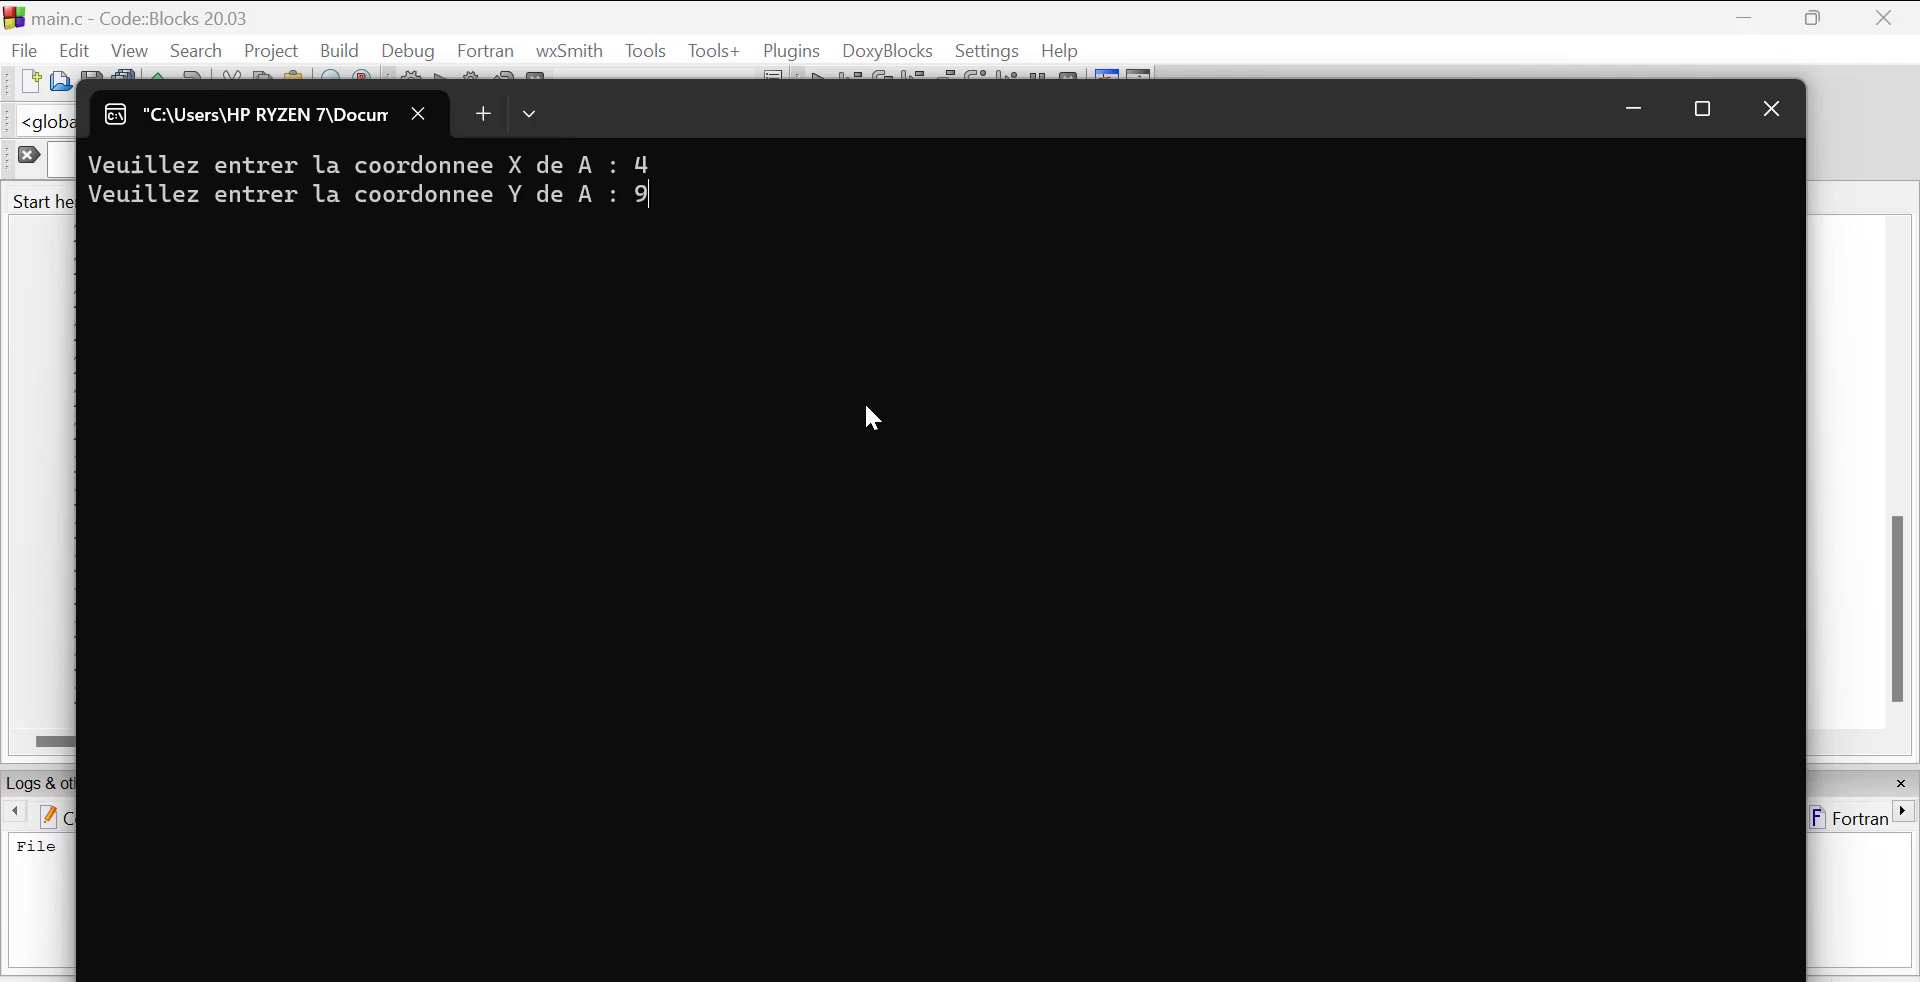 main.c - Code::Blocks 20.03
File Edit View Search Project Build Debug Fortran wxSmith Tools Tools+ Plugins DoxyBlocks Settings Help
"C:\Users\HP RYZEN 7\Docum
<globa
Veuillez entrer la coordonnee X de A : 4
Veuillez entrer la coordonnee Y de A : 9
Start he
Logs & oth
C
Fortran
File